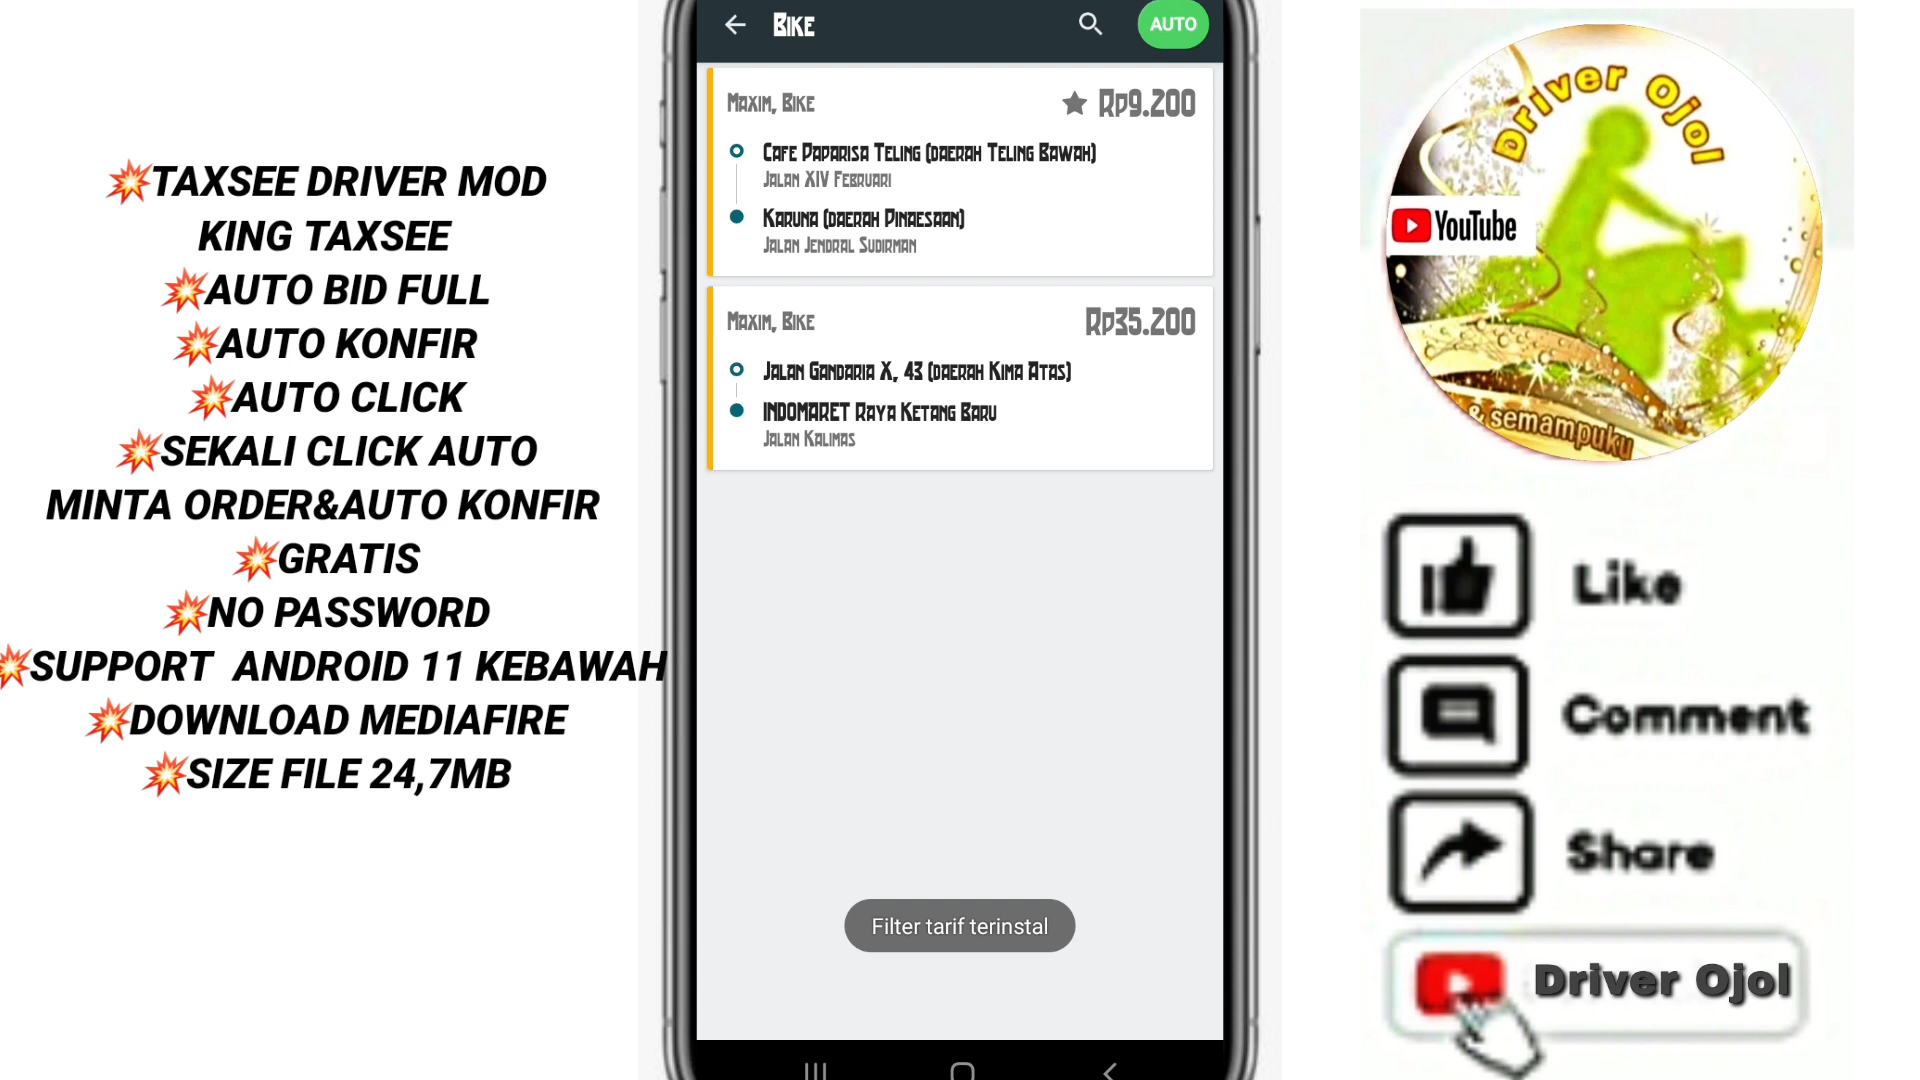 💥TAXSEE DRIVER MOD
KING TAXSEE
💥AUTO BID FULL
💥AUTO KONFIR
💥AUTO CLICK
💥SEKALI CLICK AUTO
MINTA ORDER&AUTO KONFIR
💥GRATIS
💥NO PASSWORD
💥SUPPORT ANDROID 11 KEBAWAH
💥DOWNLOAD MEDIAFIRE
💥SIZE FILE 24,7MB
Bike
AUTO
Maxim, Bike
Rp9.200
Cafe Paparisa Teling (daerah Teling Bawah)
Jalan XIV Februari
Karuna (daerah Pinaesaan)
Jalan Jendral Sudirman
Maxim, Bike
Rp35.200
Jalan Gandaria X, 43 (daerah Kima Atas)
INDOMARET Raya Ketang Baru
Jalan Kalimas
Filter tarif terinstal
Driver Ojol
YouTube
& semampuku
Like
Comment
Share
Driver Ojol